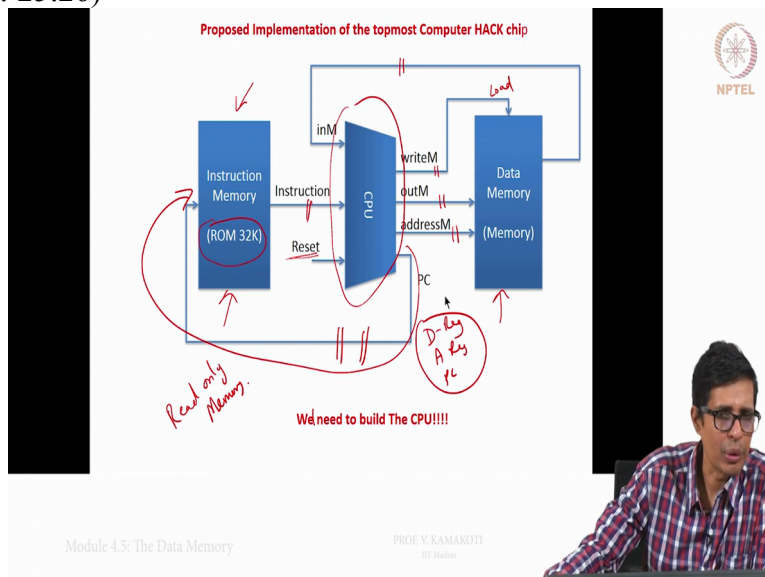 Proposed Implementation of the topmost Computer HACK chip
NPTEL
Load
inM
writeM
Instruction
Memory
(ROM 32K)
Instruction
CPU
outM
Data
Memory
(Memory)
addressM
Reset
PC
D-Reg
A Reg
PC
Read only
Memory.
We need to build The CPU!!!!
Module 4.5: The Data Memory
PROF. V. KAMAKOTI
IIT Madras